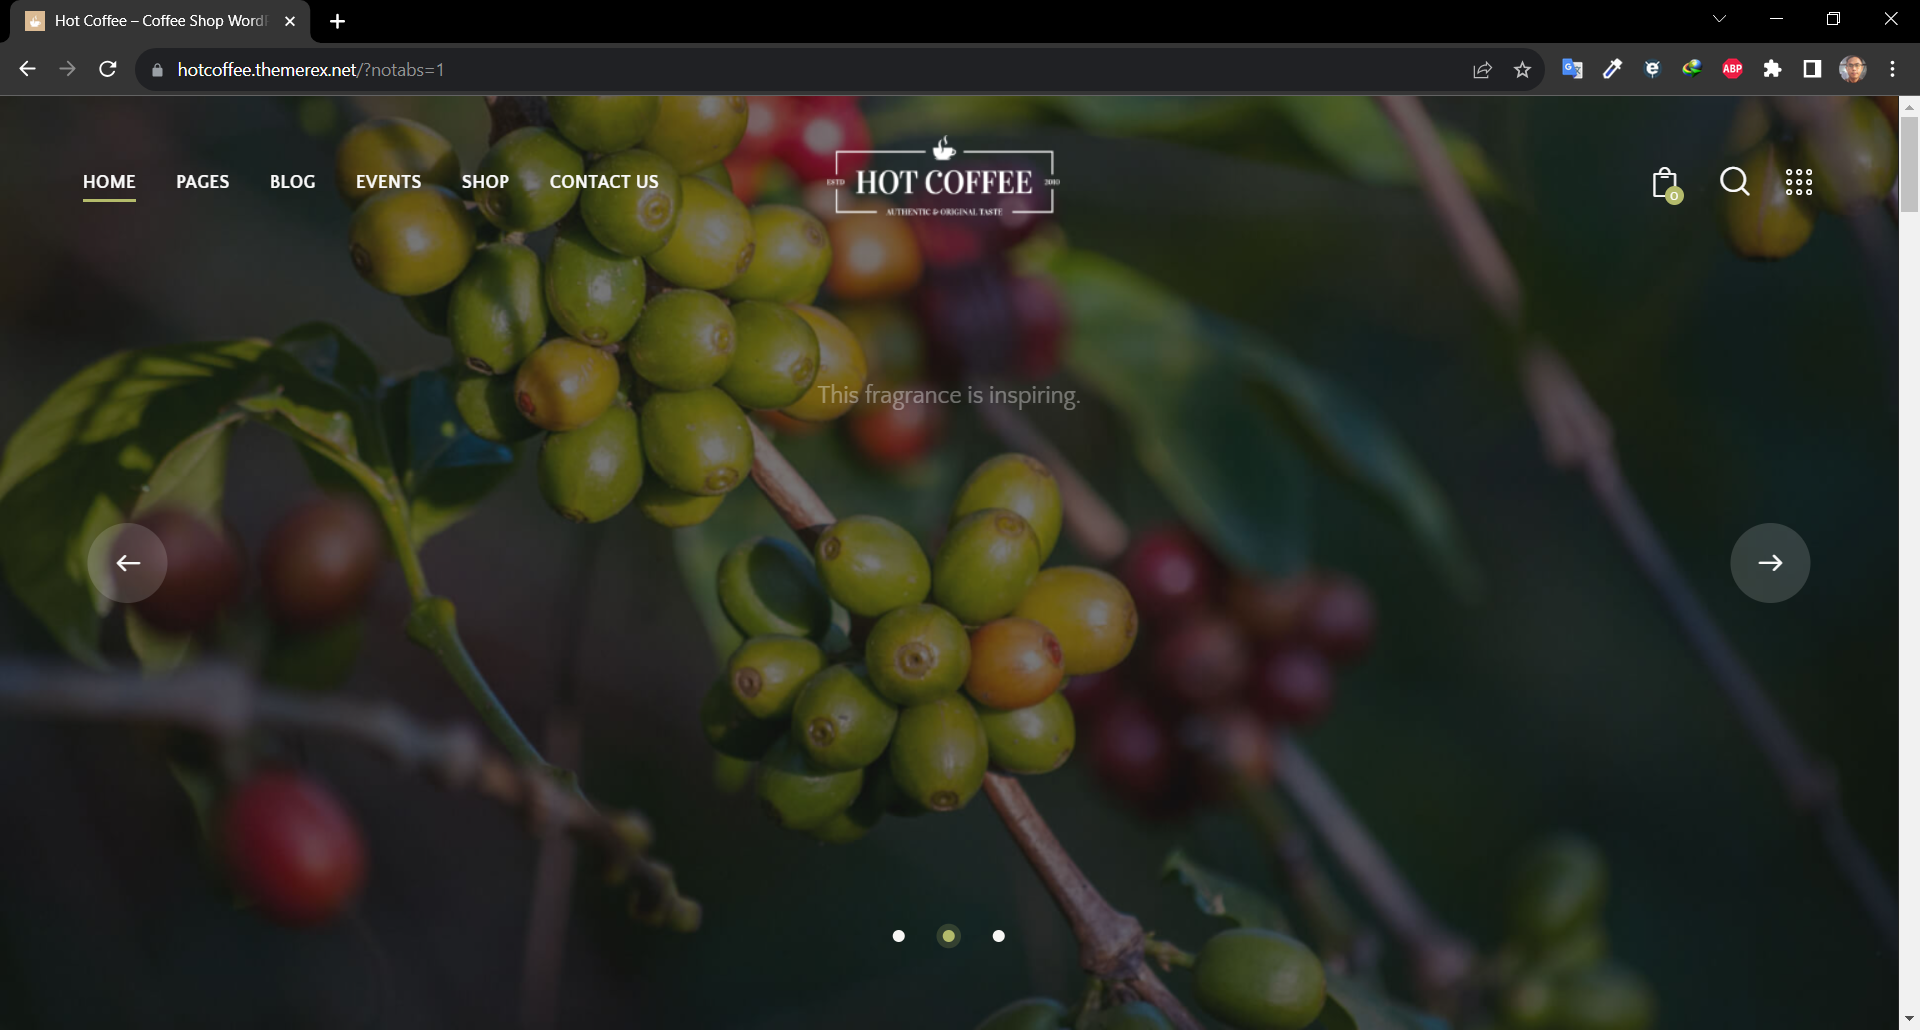 Hot Coffee – Coffee Shop Word
hotcoffee.themerex.net/?notabs=1
ABP
HOME PAGES BLOG EVENTS SHOP CONTACT US
ESTD HOT COFFEE 2010
AUTHENTIC & ORIGINAL TASTE
0
This fragrance is inspiring.